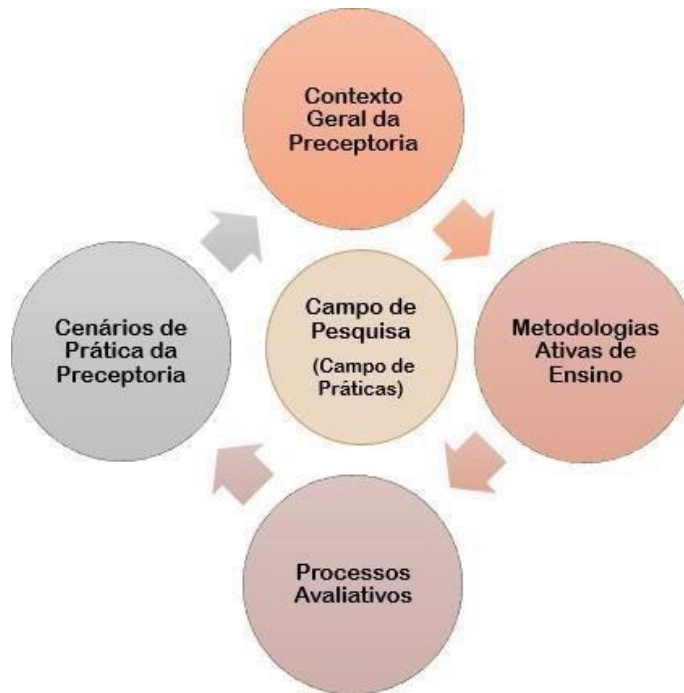 Contexto
Geral da
Preceptoria
Cenários de
Prática da
Preceptoria
Campo de
Pesquisa
(Campo de
Práticas)
Metodologias
Ativas de
Ensino
Processos
Avaliativos